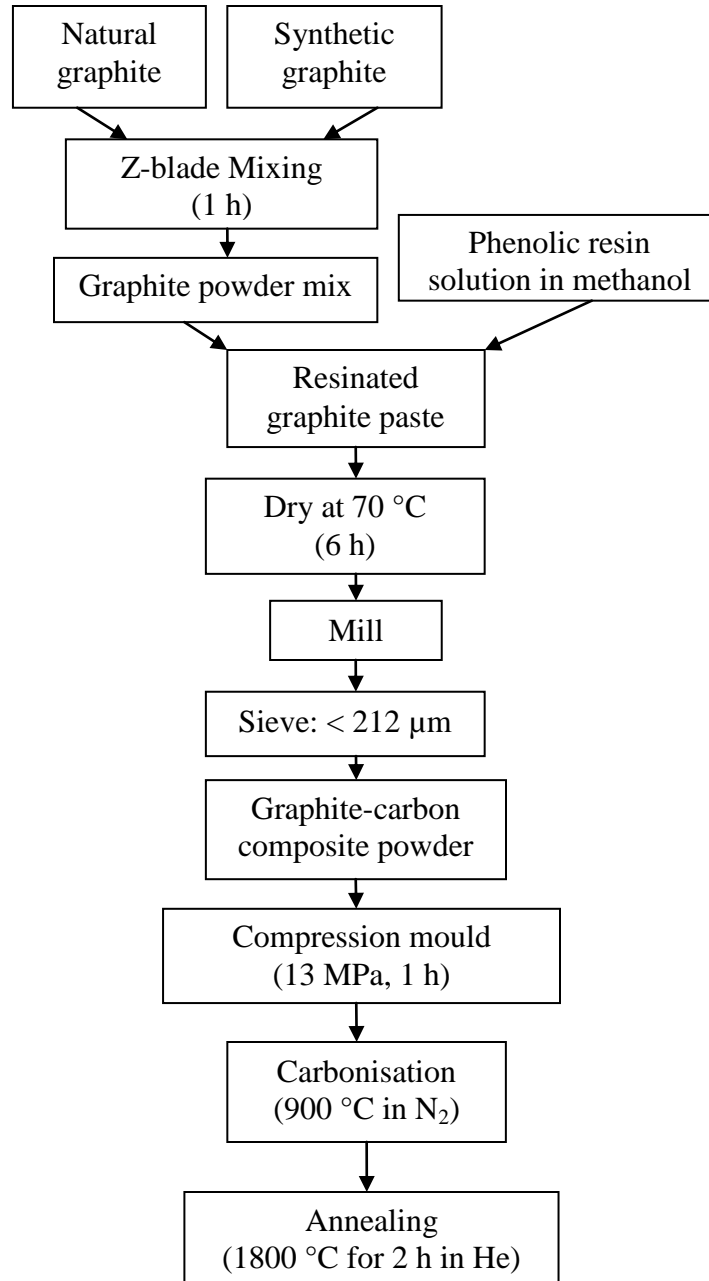 Natural
graphite
Synthetic
graphite
Z-blade Mixing
(1 h)
Graphite powder mix
Phenolic resin
solution in methanol
Resinated
graphite paste
Dry at 70 °C
(6 h)
Mill
Sieve: < 212 µm
Graphite-carbon
composite powder
Compression mould
(13 MPa, 1 h)
Carbonisation
(900 °C in N₂)
Annealing
(1800 °C for 2 h in He)